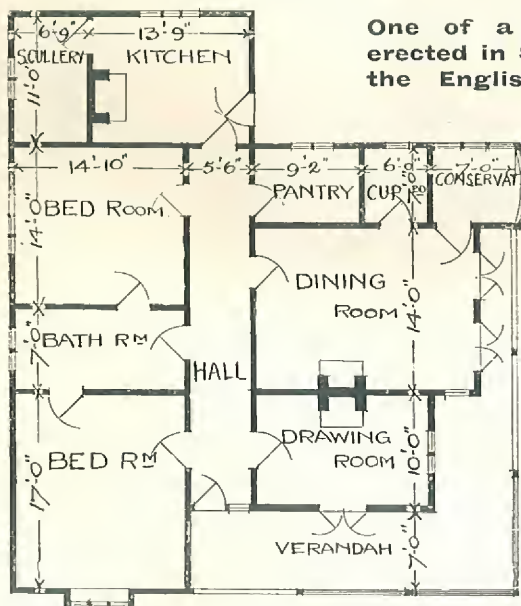 One of a
erected in
the Englis
6'-9" 13'-9"
SCULLERY KITCHEN
11'-0"
14'-10" 5'-6" 9'-2" 6'-0" 7'-0"
BED ROOM PANTRY CUP'RD CONSERVAT
14'-0"
DINING
ROOM
14'-0"
BATH RM
7'-0"
HALL
DRAWING
ROOM
10'-0"
BED RM
17'-0"
VERANDAH
7'-0"